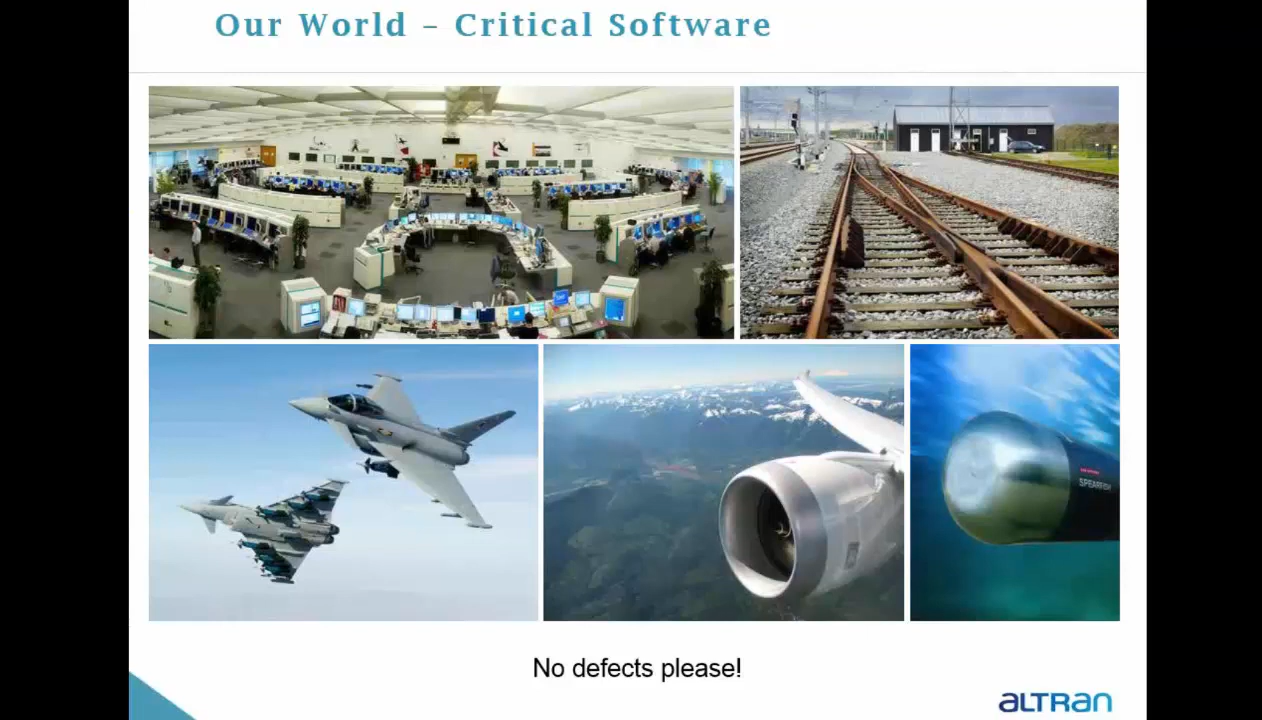 Our World – Critical Software
SPEARFISH
No defects please!
ALTRAN